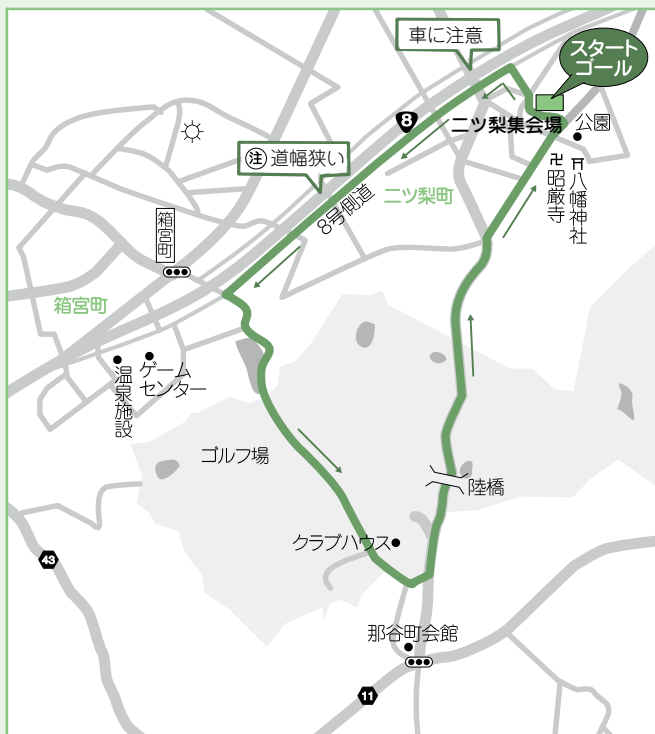 車に注意
スタート
ゴール
8
二ツ梨集会場
公園
注 道幅狭い
卍昭厳寺
八幡神社
8号側道
二ツ梨町
箱宮町
箱宮町
温泉施設
ゲーム
センター
ゴルフ場
陸橋
クラブハウス
43
那谷町会館
11